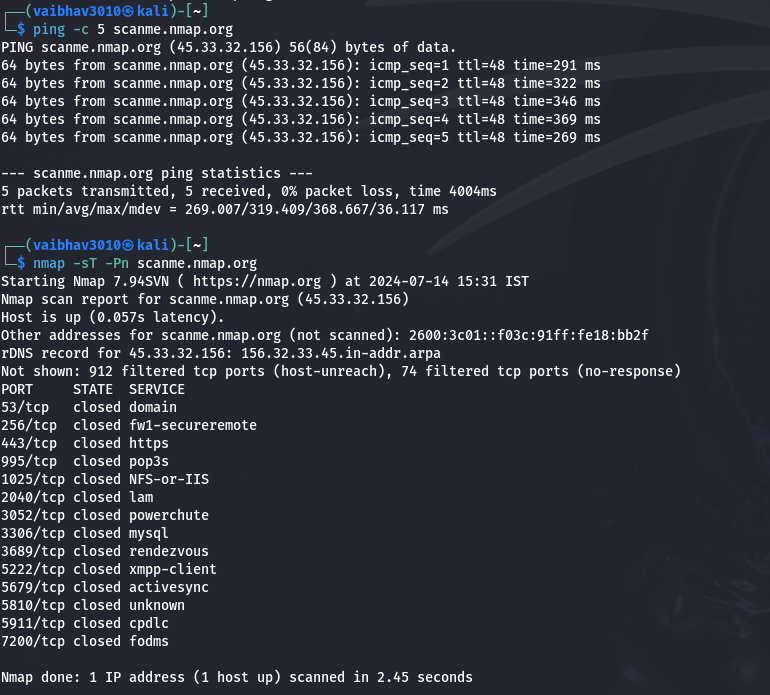 ┌──(vaibhav3010㉿kali)-[~]
└─$ ping -c 5 scanme.nmap.org
PING scanme.nmap.org (45.33.32.156) 56(84) bytes of data.
64 bytes from scanme.nmap.org (45.33.32.156): icmp_seq=1 ttl=48 time=291 ms
64 bytes from scanme.nmap.org (45.33.32.156): icmp_seq=2 ttl=48 time=322 ms
64 bytes from scanme.nmap.org (45.33.32.156): icmp_seq=3 ttl=48 time=346 ms
64 bytes from scanme.nmap.org (45.33.32.156): icmp_seq=4 ttl=48 time=369 ms
64 bytes from scanme.nmap.org (45.33.32.156): icmp_seq=5 ttl=48 time=269 ms

--- scanme.nmap.org ping statistics ---
5 packets transmitted, 5 received, 0% packet loss, time 4004ms
rtt min/avg/max/mdev = 269.007/319.409/368.667/36.117 ms

┌──(vaibhav3010㉿kali)-[~]
└─$ nmap -sT -Pn scanme.nmap.org
Starting Nmap 7.94SVN ( https://nmap.org ) at 2024-07-14 15:31 IST
Nmap scan report for scanme.nmap.org (45.33.32.156)
Host is up (0.057s latency).
Other addresses for scanme.nmap.org (not scanned): 2600:3c01::f03c:91ff:fe18:bb2f
rDNS record for 45.33.32.156: 156.32.33.45.in-addr.arpa
Not shown: 912 filtered tcp ports (host-unreach), 74 filtered tcp ports (no-response)
PORT     STATE  SERVICE
53/tcp   closed domain
256/tcp  closed fw1-secureremote
443/tcp  closed https
995/tcp  closed pop3s
1025/tcp closed NFS-or-IIS
2040/tcp closed lam
3052/tcp closed powerchute
3306/tcp closed mysql
3689/tcp closed rendezvous
5222/tcp closed xmpp-client
5679/tcp closed activesync
5810/tcp closed unknown
5911/tcp closed cpdlc
7200/tcp closed fodms

Nmap done: 1 IP address (1 host up) scanned in 2.45 seconds